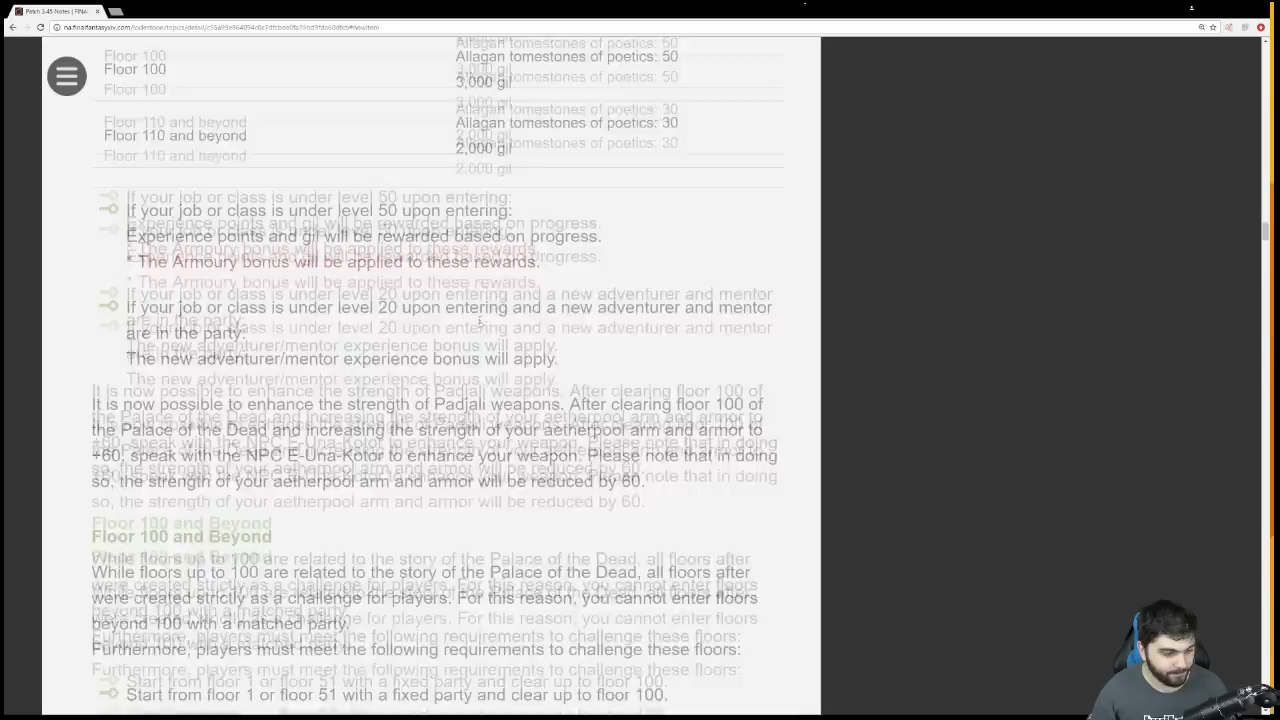 Patch 3.45 Notes | FINAL
na.finalfantasyxiv.com/lodestone/topics/detail/
Floor 100
Allagan tomestones of poetics: 50
3,000 gil
Floor 110 and beyond
Allagan tomestones of poetics: 30
2,000 gil
If your job or class is under level 50 upon entering:
Experience points and gil will be rewarded based on progress.
* The Armoury bonus will be applied to these rewards.
If your job or class is under level 20 upon entering and a new adventurer and mentor
are in the party:
The new adventurer/mentor experience bonus will apply.
It is now possible to enhance the strength of Padjali weapons. After clearing floor 100 of
the Palace of the Dead and increasing the strength of your aetherpool arm and armor to
+60, speak with the NPC E-Una-Kotor to enhance your weapon. Please note that in doing
so, the strength of your aetherpool arm and armor will be reduced by 60.
Floor 100 and Beyond
While floors up to 100 are related to the story of the Palace of the Dead, all floors after
were created strictly as a challenge for players. For this reason, you cannot enter floors
beyond 100 with a matched party.
Furthermore, players must meet the following requirements to challenge these floors:
Start from floor 1 or floor 51 with a fixed party and clear up to floor 100.